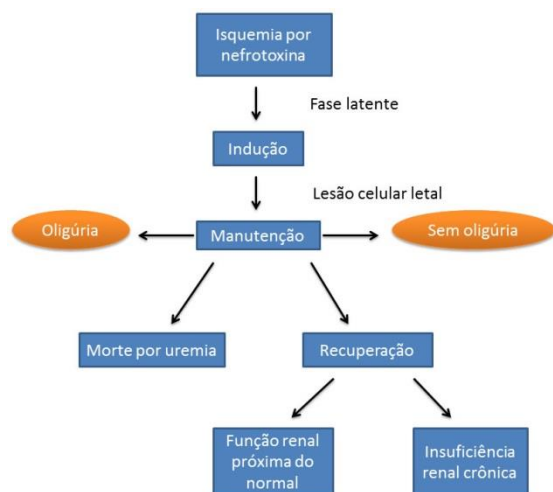 Isquemia por
nefrotoxina
Fase latente
Indução
Lesão celular letal
Oligúria
Manutenção
Sem oligúria
Morte por uremia
Recuperação
Função renal
próxima do
normal
Insuficiência
renal crônica